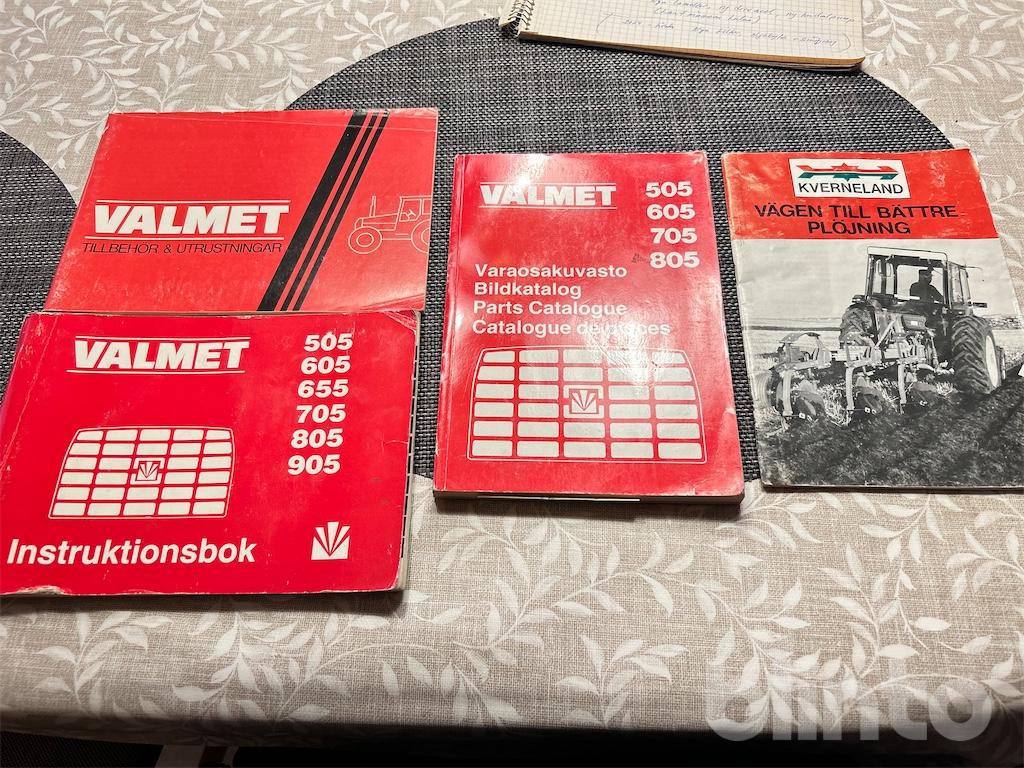 VALMET
TILLBEHÖR & UTRUSTNINGAR
VALMET
505
605
655
705
805
905
Instruktionsbok
VALMET
505
605
705
805
Varaosakuvasto
Bildkatalog
Parts Catalogue
Catalogue de pièces
KVERNELAND
VÄGEN TILL BÄTTRE
PLÖJNING
blinto